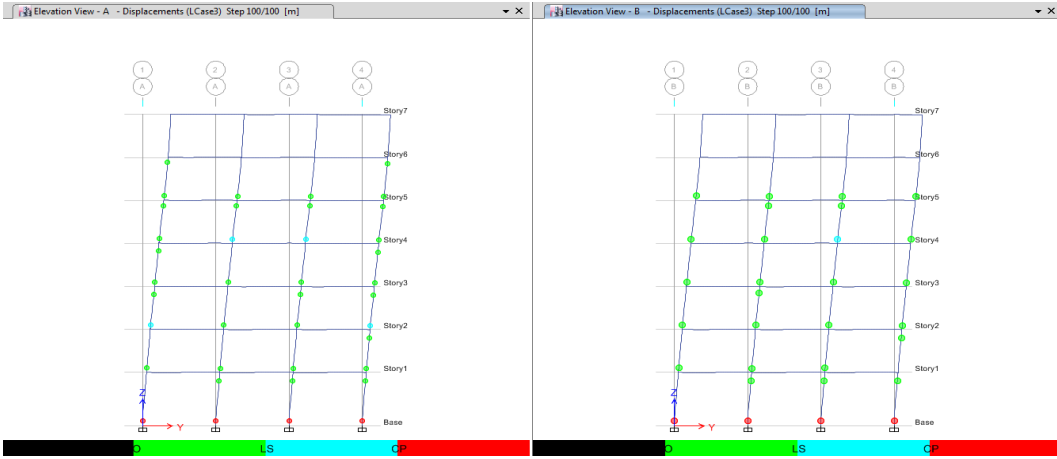 Elevation View - A - Displacements (LCase3) Step 100/100 [m]
1 2 3 4
A A A A
Story7
Story6
Story5
Story4
Story3
Story2
Story1
Z
Y
Base
IO LS CP
Elevation View - B - Displacements (LCase3) Step 100/100 [m]
1 2 3 4
B B B B
Story7
Story6
Story5
Story4
Story3
Story2
Story1
Z
Y
Base
IO LS CP